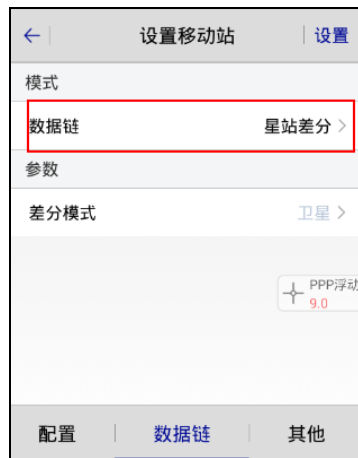 设置移动站 设置
模式
数据链 星站差分
参数
差分模式 卫星
PPP浮动
9.0
配置 数据链 其他